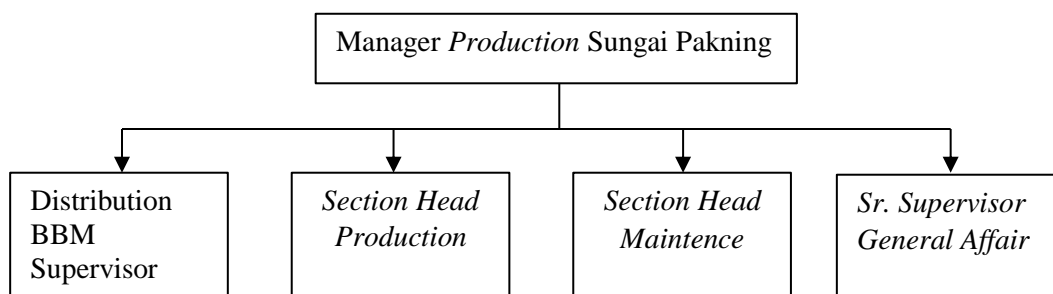 Manager Production Sungai Pakning
Distribution
BBM
Supervisor
Section Head
Production
Section Head
Maintence
Sr. Supervisor
General Affair